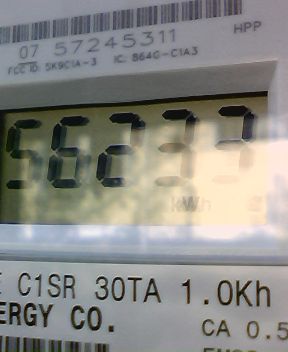 HPP
07 57245311
FCC ID: SK9C1A-3 IC: 864G-C1A3
56233
kWh
C1SR 30TA 1.0Kh
ERGY CO.
CA 0.5